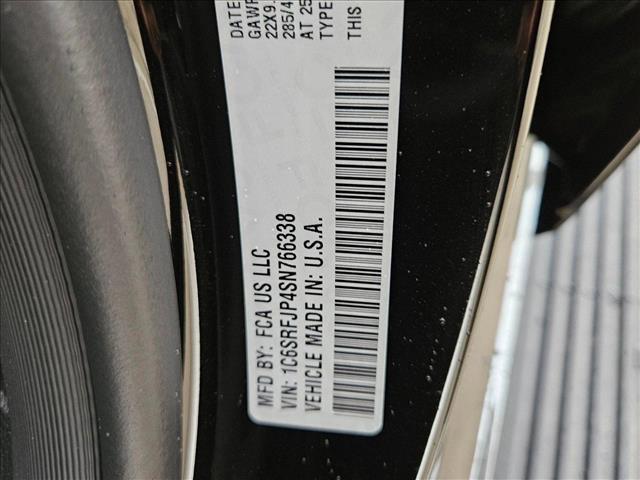 DATE
GAWR
22X9.
285/4
AT 25
TYPE
THIS
MFD BY: FCA US LLC
VIN: 1C6SRFJP4SN766338
VEHICLE MADE IN: U.S.A.